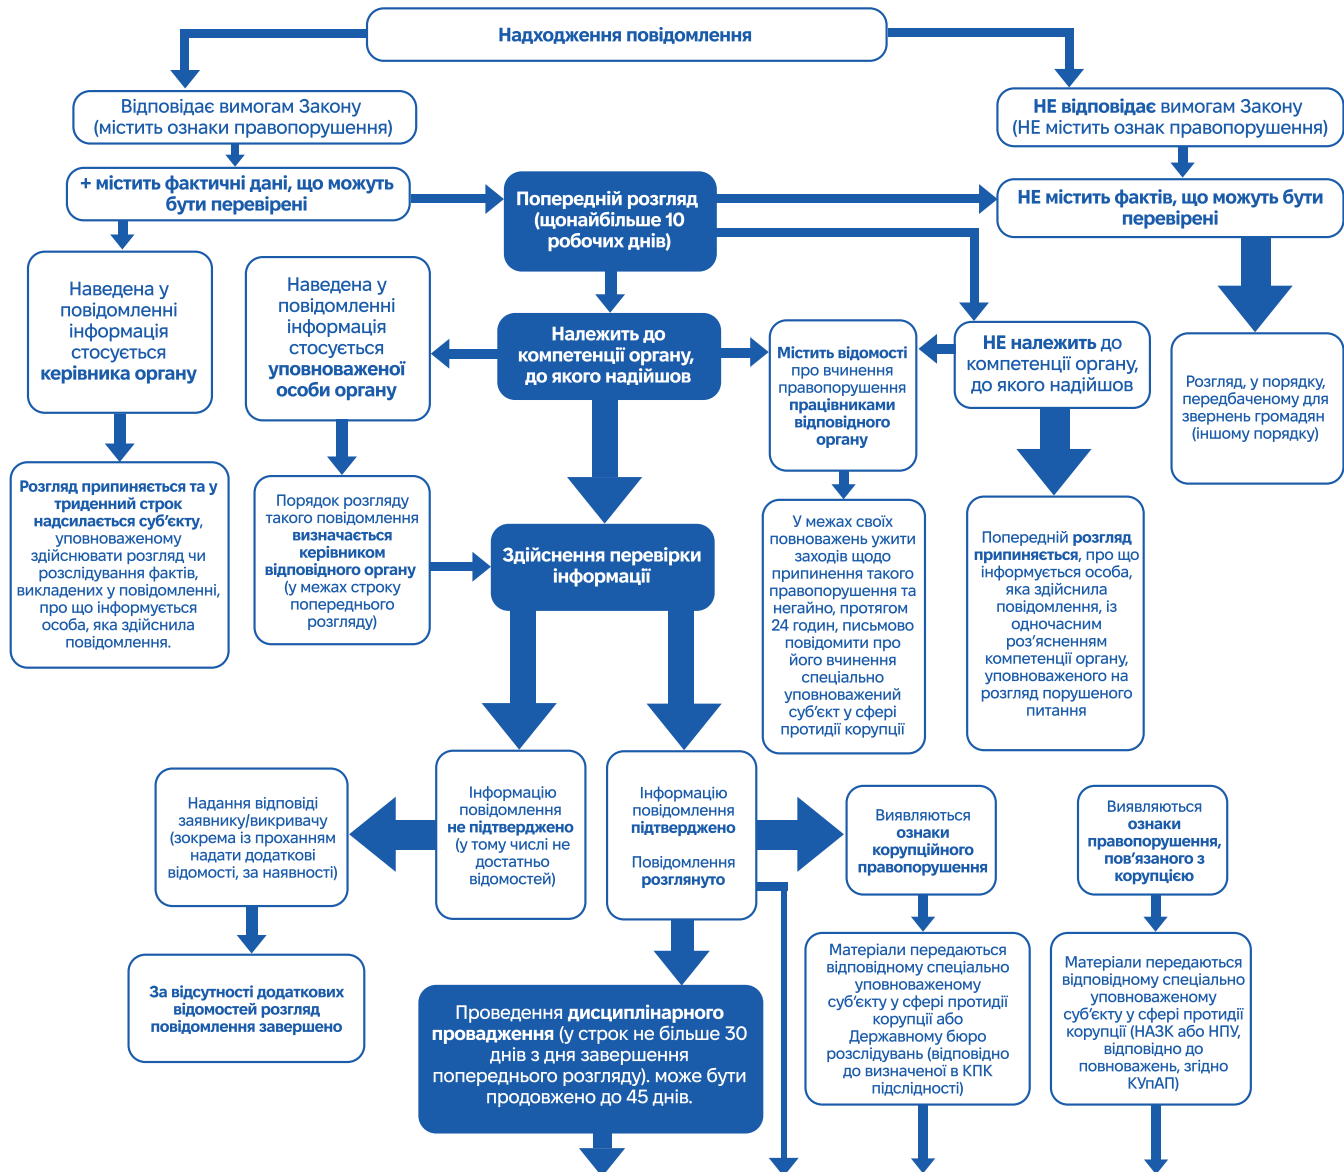 Надходження повідомлення
Відповідає вимогам Закону
(містить ознаки правопорушення)
НЕ відповідає вимогам Закону
(НЕ містить ознак правопорушення)
+ містить фактичні дані, що можуть
бути перевірені
Попередній розгляд
(щонайбільше 10
робочих днів)
НЕ містить фактів, що можуть бути
перевірені
Наведена у
повідомленні
інформація
стосується
керівника органу
Наведена у
повідомленні
інформація
стосується
уповноваженої
особи органу
Належить до
компетенції органу,
до якого надійшов
Містить відомості
про вчинення
правопорушення
працівниками
відповідного
органу
НЕ належить до
компетенції органу,
до якого надійшов
Розгляд, у порядку,
передбаченому для
звернень громадян
(іншому порядку)
Розгляд припиняється та у
триденний строк
надсилається суб’єкту,
уповноваженому
здійснювати розгляд чи
розслідування фактів,
викладених у повідомленні,
про що інформується
особа, яка здійснила
повідомлення.
Порядок розгляду
такого повідомлення
визначається
керівником
відповідного органу
(у межах строку
попереднього
розгляду)
Здійснення перевірки
інформації
У межах своїх
повноважень ужити
заходів щодо
припинення такого
правопорушення та
негайно, протягом
24 годин, письмово
повідомити про
його вчинення
спеціально
уповноважений
суб’єкт у сфері
протидії корупції
Попередній розгляд
припиняється, про що
інформується особа,
яка здійснила
повідомлення, із
одночасним
роз’ясненням
компетенції органу,
уповноваженого на
розгляд порушеного
питання
Надання відповіді
заявнику/викривачу
(зокрема із проханням
надати додаткові
відомості, за наявності)
Інформацію
повідомлення
не підтверджено
(у тому числі не
достатньо
відомостей)
Інформацію
повідомлення
підтверджено
Повідомлення
розглянуто
Виявляються
ознаки
корупційного
правопорушення
Виявляються
ознаки
правопорушення,
пов’язаного з
корупцією
За відсутності додаткових
відомостей розгляд
повідомлення завершено
Проведення дисциплінарного
провадження (у строк не більше 30
днів з дня завершення
попереднього розгляду). може бути
продовжено до 45 днів.
Матеріали передаються
відповідному спеціально
уповноваженому
суб’єкту у сфері протидії
корупції або
Державному бюро
розслідувань (відповідно
до визначеної в КПК
підслідності)
Матеріали передаються
відповідному спеціально
уповноваженому
суб’єкту у сфері протидії
корупції (НАЗК або НПУ,
відповідно до
повноважень, згідно
КУпАП)